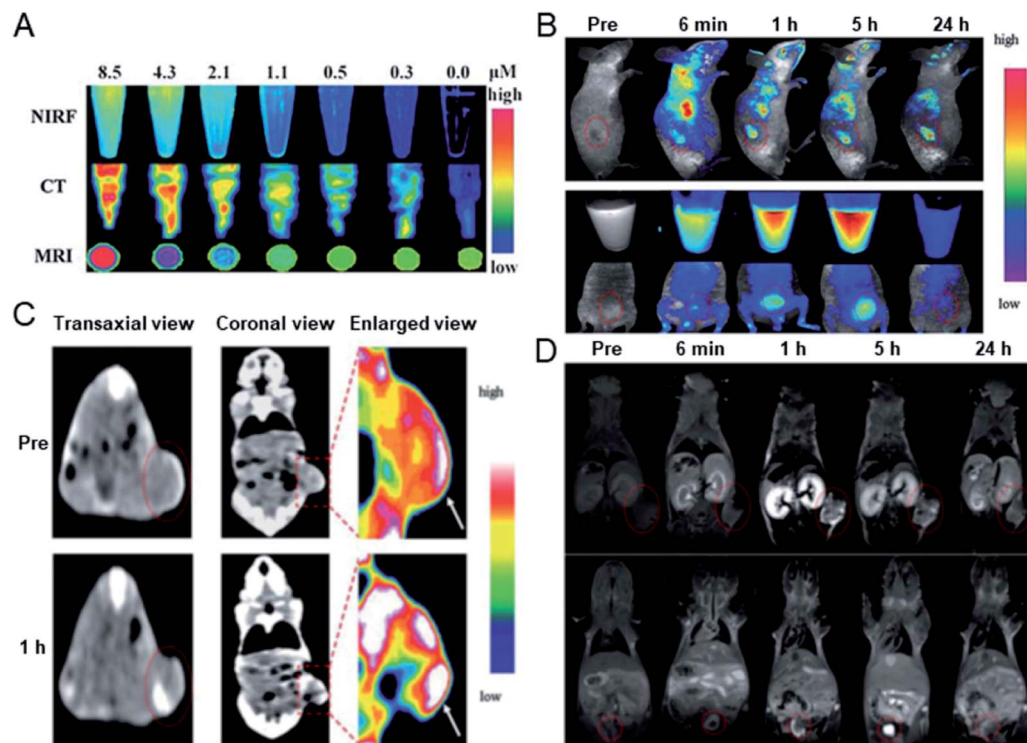 A
8.5 4.3 2.1 1.1 0.5 0.3 0.0 μM
NIRF
CT
MRI
high
low
B
Pre 6 min 1 h 5 h 24 h
high
low
C
Transaxial view Coronal view Enlarged view
Pre
1 h
high
low
D
Pre 6 min 1 h 5 h 24 h